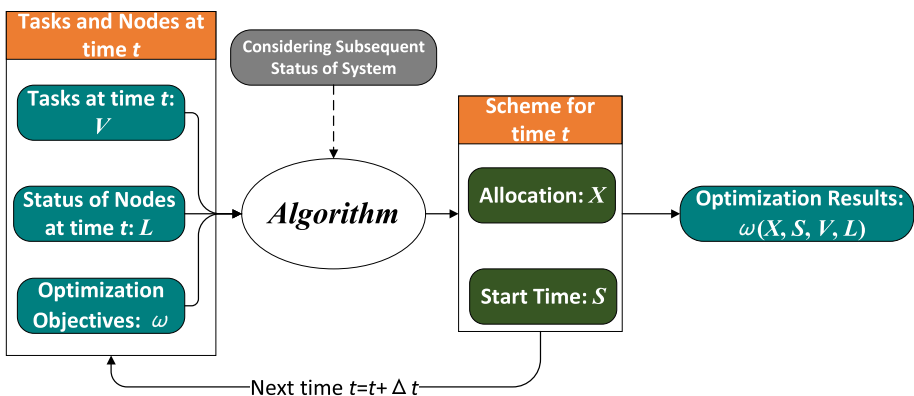 Tasks and Nodes at
time t
Tasks at time t:
V
Status of Nodes
at time t: L
Optimization
Objectives: ω
Considering Subsequent
Status of System
Algorithm
Scheme for
time t
Allocation: X
Start Time: S
Optimization Results:
ω(X, S, V, L)
Next time t=t+Δt